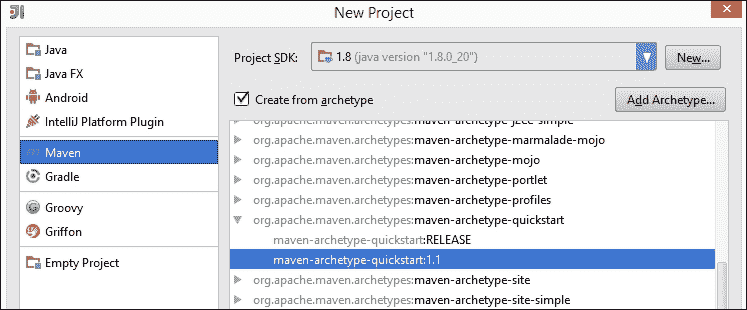 New Project
Java
Java FX
Android
IntelliJ Platform Plugin
Maven
Gradle
Groovy
Griffon
Empty Project
Project SDK: 1.8 (java version "1.8.0_20") New...
Create from archetype Add Archetype...
org.apache.maven.archetypes:maven-archetype-j2ee-simple
org.apache.maven.archetypes:maven-archetype-marmalade-mojo
org.apache.maven.archetypes:maven-archetype-mojo
org.apache.maven.archetypes:maven-archetype-portlet
org.apache.maven.archetypes:maven-archetype-profiles
org.apache.maven.archetypes:maven-archetype-quickstart
maven-archetype-quickstart:RELEASE
maven-archetype-quickstart:1.1
org.apache.maven.archetypes:maven-archetype-site
org.apache.maven.archetypes:maven-archetype-site-simple